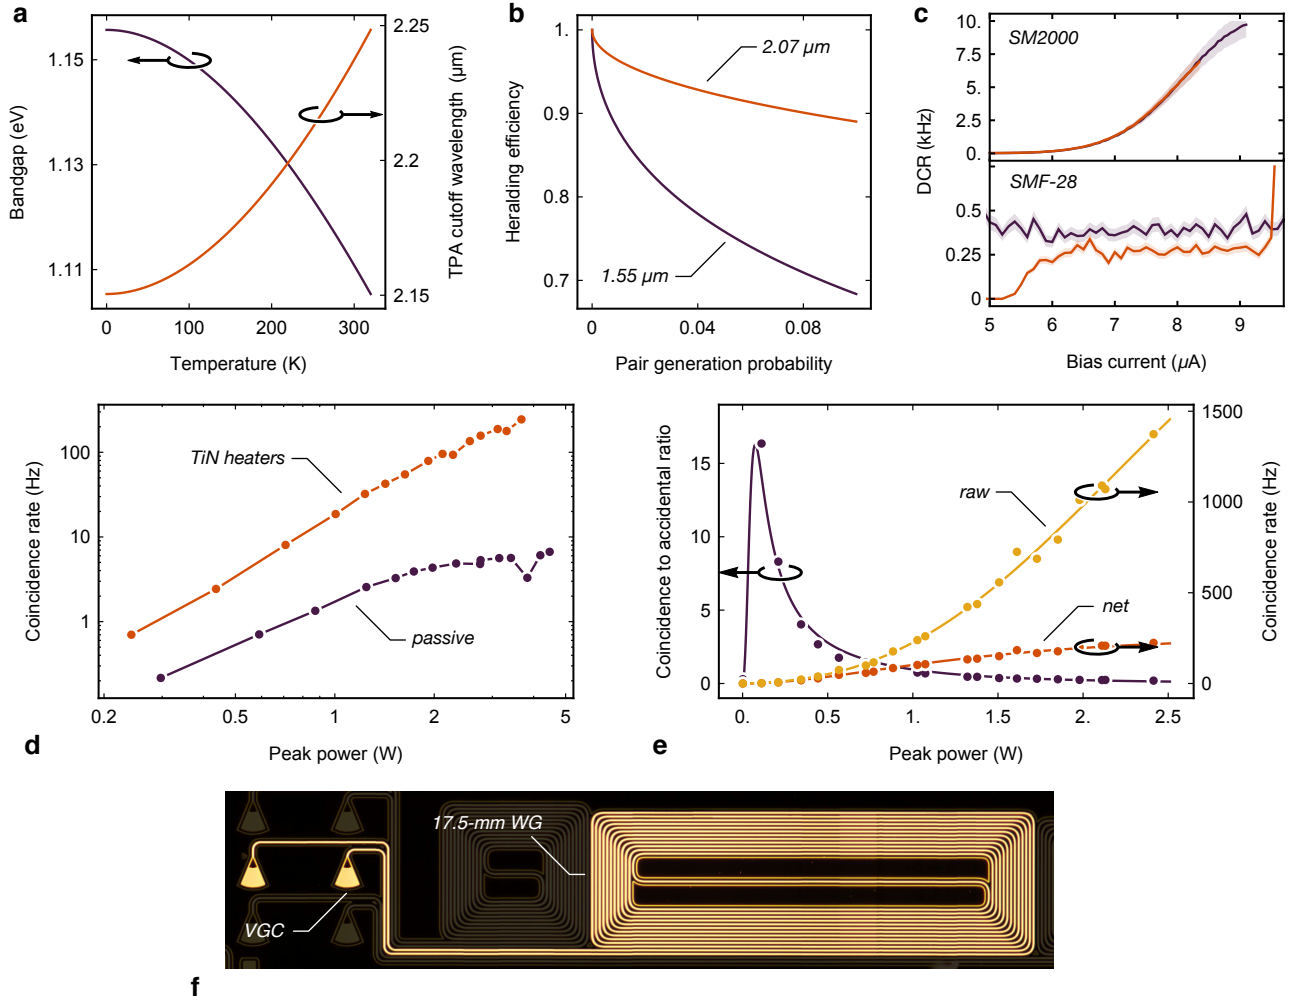 a
Bandgap (eV)
1.15
1.13
1.11
0
100
200
300
Temperature (K)
2.25
2.2
2.15
TPA cutoff wavelength (μm)
b
Heralding efficiency
1.
0.9
0.8
0.7
2.07 μm
1.55 μm
0
0.04
0.08
Pair generation probability
c
DCR (kHz)
10.
7.5
5.0
2.5
0.
SM2000
0.5
0.25
0
SMF-28
5
6
7
8
9
Bias current (μA)
Coincidence rate (Hz)
100
10
1
TiN heaters
passive
0.2
0.5
1
2
5
d
Peak power (W)
Coincidence to accidental ratio
15
10
5
0
raw
net
1500
1000
500
0
Coincidence rate (Hz)
0.
0.5
1.
1.5
2.
2.5
e
Peak power (W)
17.5-mm WG
VGC
f